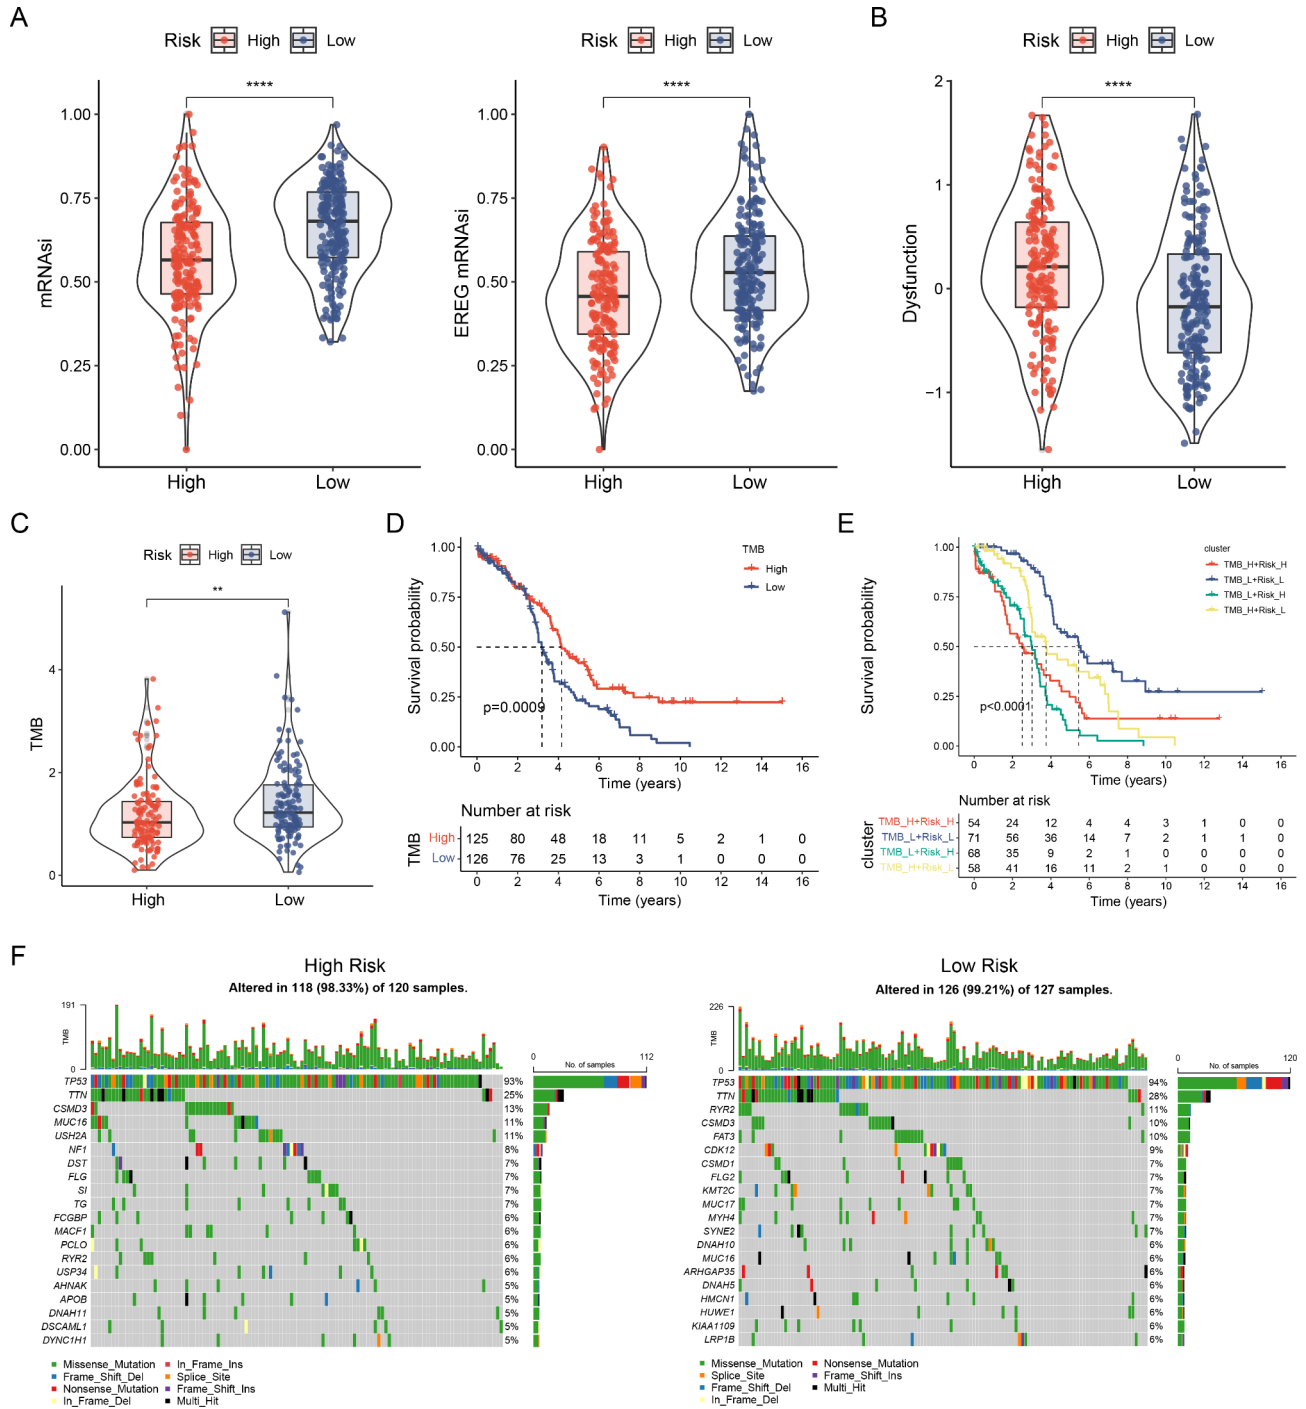 A
Risk High Low
****
1.00
0.75
0.50
0.25
0.00
mRNAsi
High Low
Risk High Low
****
1.00
0.75
0.50
0.25
0.00
EREG mRNAsi
High Low
B
Risk High Low
****
2
1
0
−1
Dysfunction
High Low
C
Risk High Low
**
4
2
0
TMB
High Low
D
1.00
0.75
0.50
0.25
0.00
Survival probability
TMB
High
Low
p=0.0009
0 2 4 6 8 10 12 14 16
Time (years)
Number at risk
TMB
High 125 80 48 18 11 5 2 1 0
Low 126 76 25 13 3 1 0 0 0
0 2 4 6 8 10 12 14 16
Time (years)
E
1.00
0.75
0.50
0.25
0.00
Survival probability
cluster
TMB_H+Risk_H
TMB_L+Risk_L
TMB_L+Risk_H
TMB_H+Risk_L
p<0.0001
0 2 4 6 8 10 12 14 16
Time (years)
Number at risk
cluster
TMB_H+Risk_H 54 24 12 4 4 3 1 0 0
TMB_L+Risk_L 71 56 36 14 7 2 1 1 0
TMB_L+Risk_H 68 35 9 2 1 0 0 0 0
TMB_H+Risk_L 58 41 16 11 2 1 0 0 0
0 2 4 6 8 10 12 14 16
Time (years)
F
High Risk
Altered in 118 (98.33%) of 120 samples.
191
0
TMB
0 112
No. of samples
TP53 93%
TTN 25%
CSMD3 13%
MUC16 11%
USH2A 11%
NF1 8%
DST 7%
FLG 7%
SI 7%
TG 7%
FCGBP 6%
MACF1 6%
PCLO 6%
RYR2 6%
USP34 6%
AHNAK 5%
APOB 5%
DNAH11 5%
DSCAML1 5%
DYNC1H1 5%
Missense_Mutation In_Frame_Ins
Frame_Shift_Del Splice_Site
Nonsense_Mutation Frame_Shift_Ins
In_Frame_Del Multi_Hit
Low Risk
Altered in 126 (99.21%) of 127 samples.
226
0
TMB
0 120
No. of samples
TP53 94%
TTN 28%
RYR2 11%
CSMD3 10%
FAT3 10%
CDK12 9%
CSMD1 7%
FLG2 7%
KMT2C 7%
MUC17 7%
MYH4 7%
SYNE2 7%
DNAH10 6%
MUC16 6%
ARHGAP35 6%
DNAH5 6%
HMCN1 6%
HUWE1 6%
KIAA1109 6%
LRP1B 6%
Missense_Mutation Nonsense_Mutation
Splice_Site Frame_Shift_Ins
Frame_Shift_Del Multi_Hit
In_Frame_Del